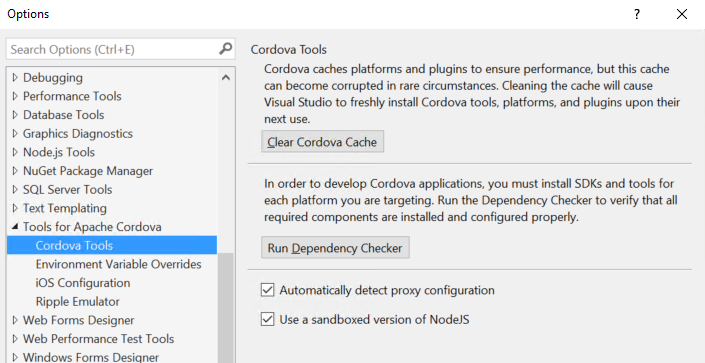 Options
?
Search Options (Ctrl+E)
Debugging
Performance Tools
Database Tools
Graphics Diagnostics
Node.js Tools
NuGet Package Manager
SQL Server Tools
Text Templating
Tools for Apache Cordova
Cordova Tools
Environment Variable Overrides
iOS Configuration
Ripple Emulator
Web Forms Designer
Web Performance Test Tools
Windows Forms Designer
Cordova Tools
Cordova caches platforms and plugins to ensure performance, but this cache
can become corrupted in rare circumstances. Cleaning the cache will cause
Visual Studio to freshly install Cordova tools, platforms, and plugins upon their
next use.
Clear Cordova Cache
In order to develop Cordova applications, you must install SDKs and tools for
each platform you are targeting. Run the Dependency Checker to verify that all
required components are installed and configured properly.
Run Dependency Checker
Automatically detect proxy configuration
Use a sandboxed version of NodeJS